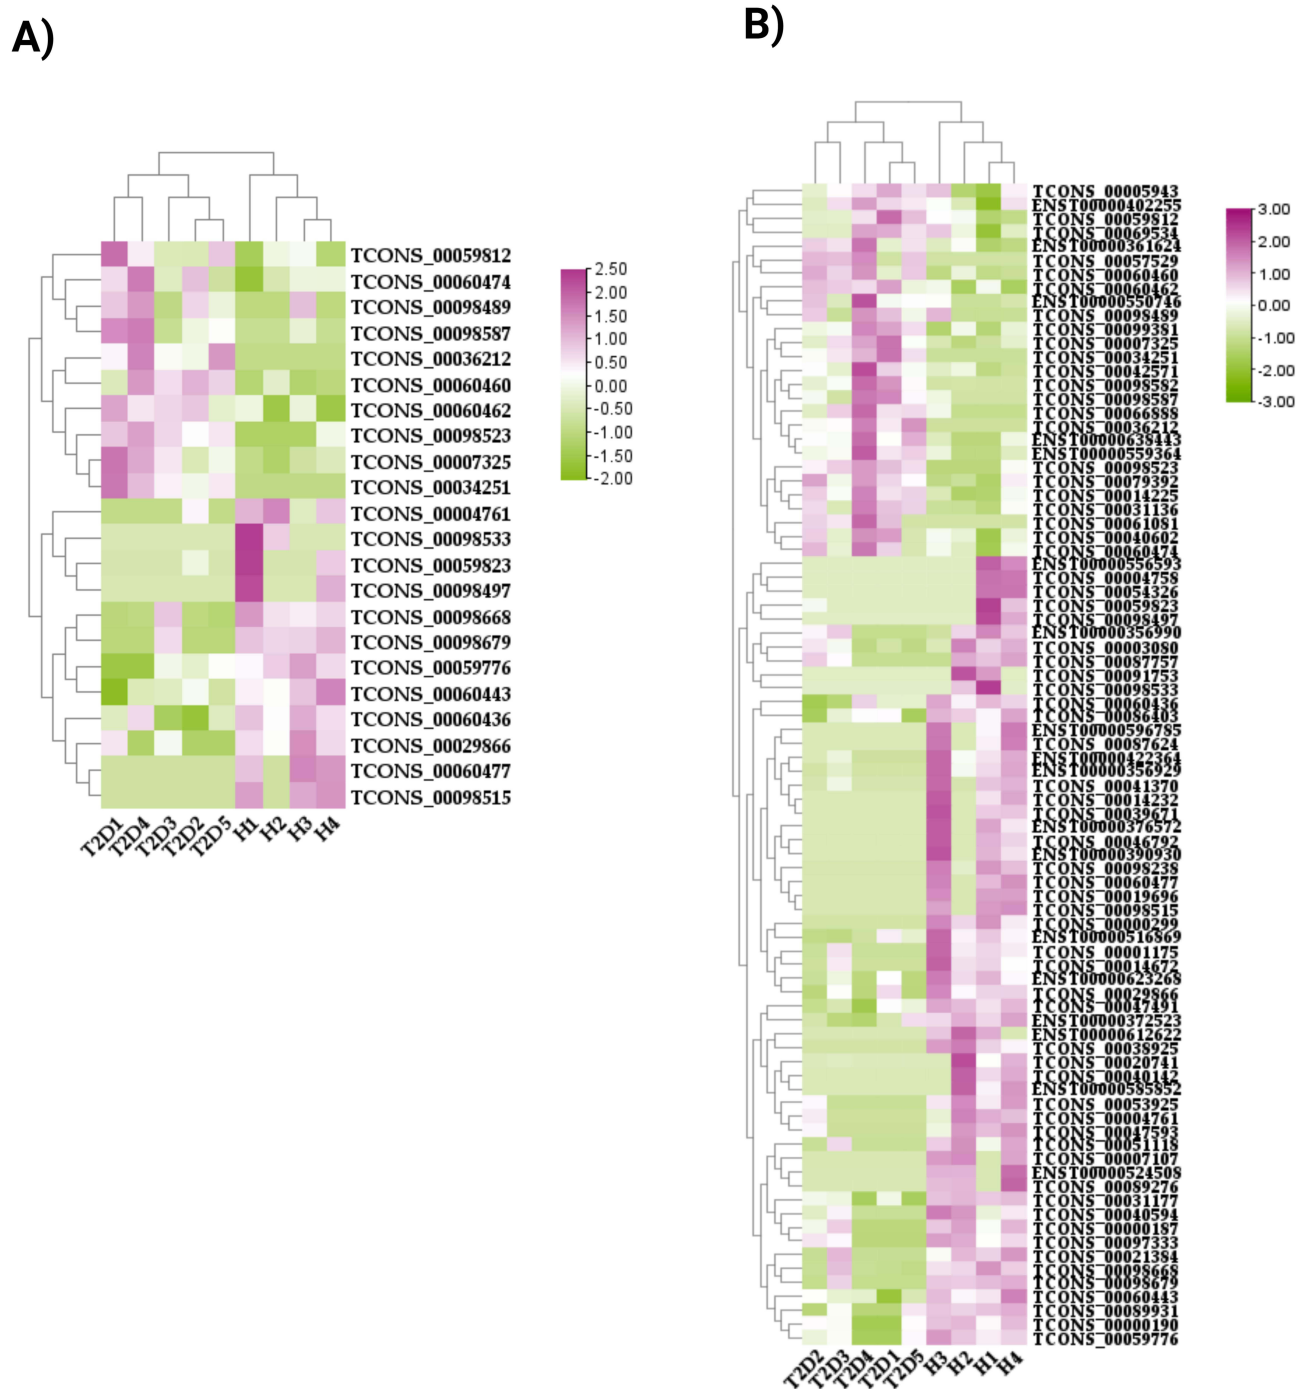 A)
TCONS_00059812
TCONS_00060474
TCONS_00098489
TCONS_00098587
TCONS_00036212
TCONS_00060460
TCONS_00060462
TCONS_00098523
TCONS_00007325
TCONS_00034251
TCONS_00004761
TCONS_00098533
TCONS_00059823
TCONS_00098497
TCONS_00098668
TCONS_00098679
TCONS_00059776
TCONS_00060443
TCONS_00060436
TCONS_00029866
TCONS_00060477
TCONS_00098515
T2D1 T2D4 T2D3 T2D2 T2D5 H1 H2 H3 H4
2.50
2.00
1.50
1.00
0.50
0.00
-0.50
-1.00
-1.50
-2.00
B)
TCONS_00005943
ENST00000402255
TCONS_00059812
TCONS_00069534
ENST00000361624
TCONS_00057529
TCONS_00060460
TCONS_00060462
ENST00000550746
TCONS_00098489
TCONS_00099381
TCONS_00007325
TCONS_00034251
TCONS_00042571
TCONS_00098582
TCONS_00098587
TCONS_00066888
TCONS_00036212
ENST00000638443
ENST00000559364
TCONS_00098523
TCONS_00079392
TCONS_00014225
TCONS_00031136
TCONS_00061081
TCONS_00040602
TCONS_00060474
ENST00000556593
TCONS_00004758
TCONS_00054326
TCONS_00059823
TCONS_00098497
ENST00000356990
TCONS_00003080
TCONS_00087757
TCONS_00091753
TCONS_00098533
TCONS_00060436
TCONS_00086403
ENST00000596785
TCONS_00087624
ENST00000422364
ENST00000356929
TCONS_00041370
TCONS_00014232
TCONS_00039671
ENST00000376572
TCONS_00046792
ENST00000390930
TCONS_00098238
TCONS_00060477
TCONS_00019696
TCONS_00098515
TCONS_00000299
ENST00000516869
TCONS_00001175
TCONS_00014672
ENST00000623268
TCONS_00029866
TCONS_00047491
ENST00000372523
ENST00000612622
TCONS_00038925
TCONS_00020741
TCONS_00040142
ENST00000585852
TCONS_00053925
TCONS_00004761
TCONS_00047593
TCONS_00051118
TCONS_00007107
ENST00000524508
TCONS_00089276
TCONS_00031177
TCONS_00040594
TCONS_00000187
TCONS_00097333
TCONS_00021384
TCONS_00098668
TCONS_00098679
TCONS_00060443
TCONS_00089931
TCONS_00000190
TCONS_00059776
T2D2 T2D3 T2D4 T2D1 T2D5 H3 H2 H1 H4
3.00
2.00
1.00
0.00
-1.00
-2.00
-3.00